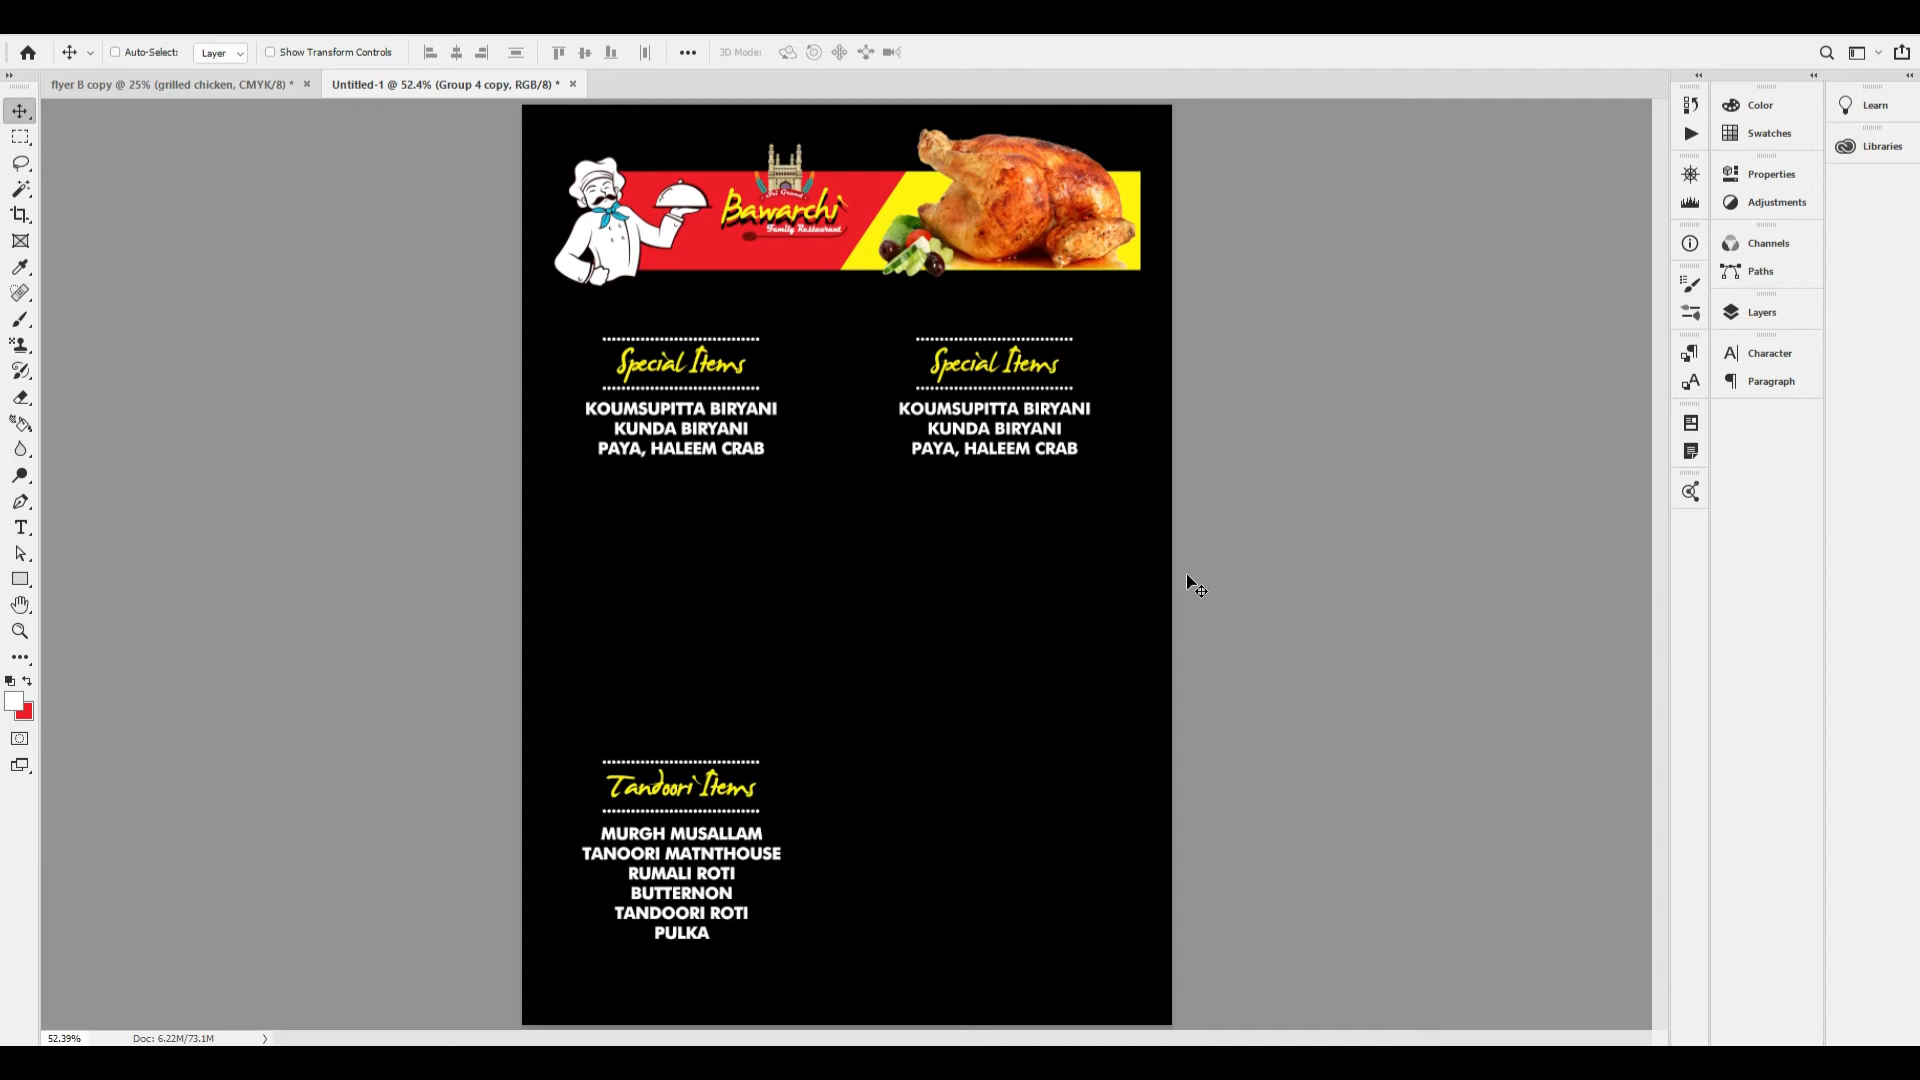 Auto-Select:
Layer
Show Transform Controls
3D Mode:
flyer B copy @ 25% (grilled chicken, CMYK/8) *
Untitled-1 @ 52.4% (Group 4 copy, RGB/8) *
Color
Swatches
Properties
Adjustments
Channels
Paths
Layers
Character
Paragraph
Learn
Libraries
Sri Grand
Bawarchi
Family Restaurant
Special Items
KOUMSUPITTA BIRYANI
KUNDA BIRYANI
PAYA, HALEEM CRAB
Special Items
KOUMSUPITTA BIRYANI
KUNDA BIRYANI
PAYA, HALEEM CRAB
Tandoori Items
MURGH MUSALLAM
TANOORI MATNTHOUSE
RUMALI ROTI
BUTTERNON
TANDOORI ROTI
PULKA
52.39%
Doc: 6.22M/73.1M